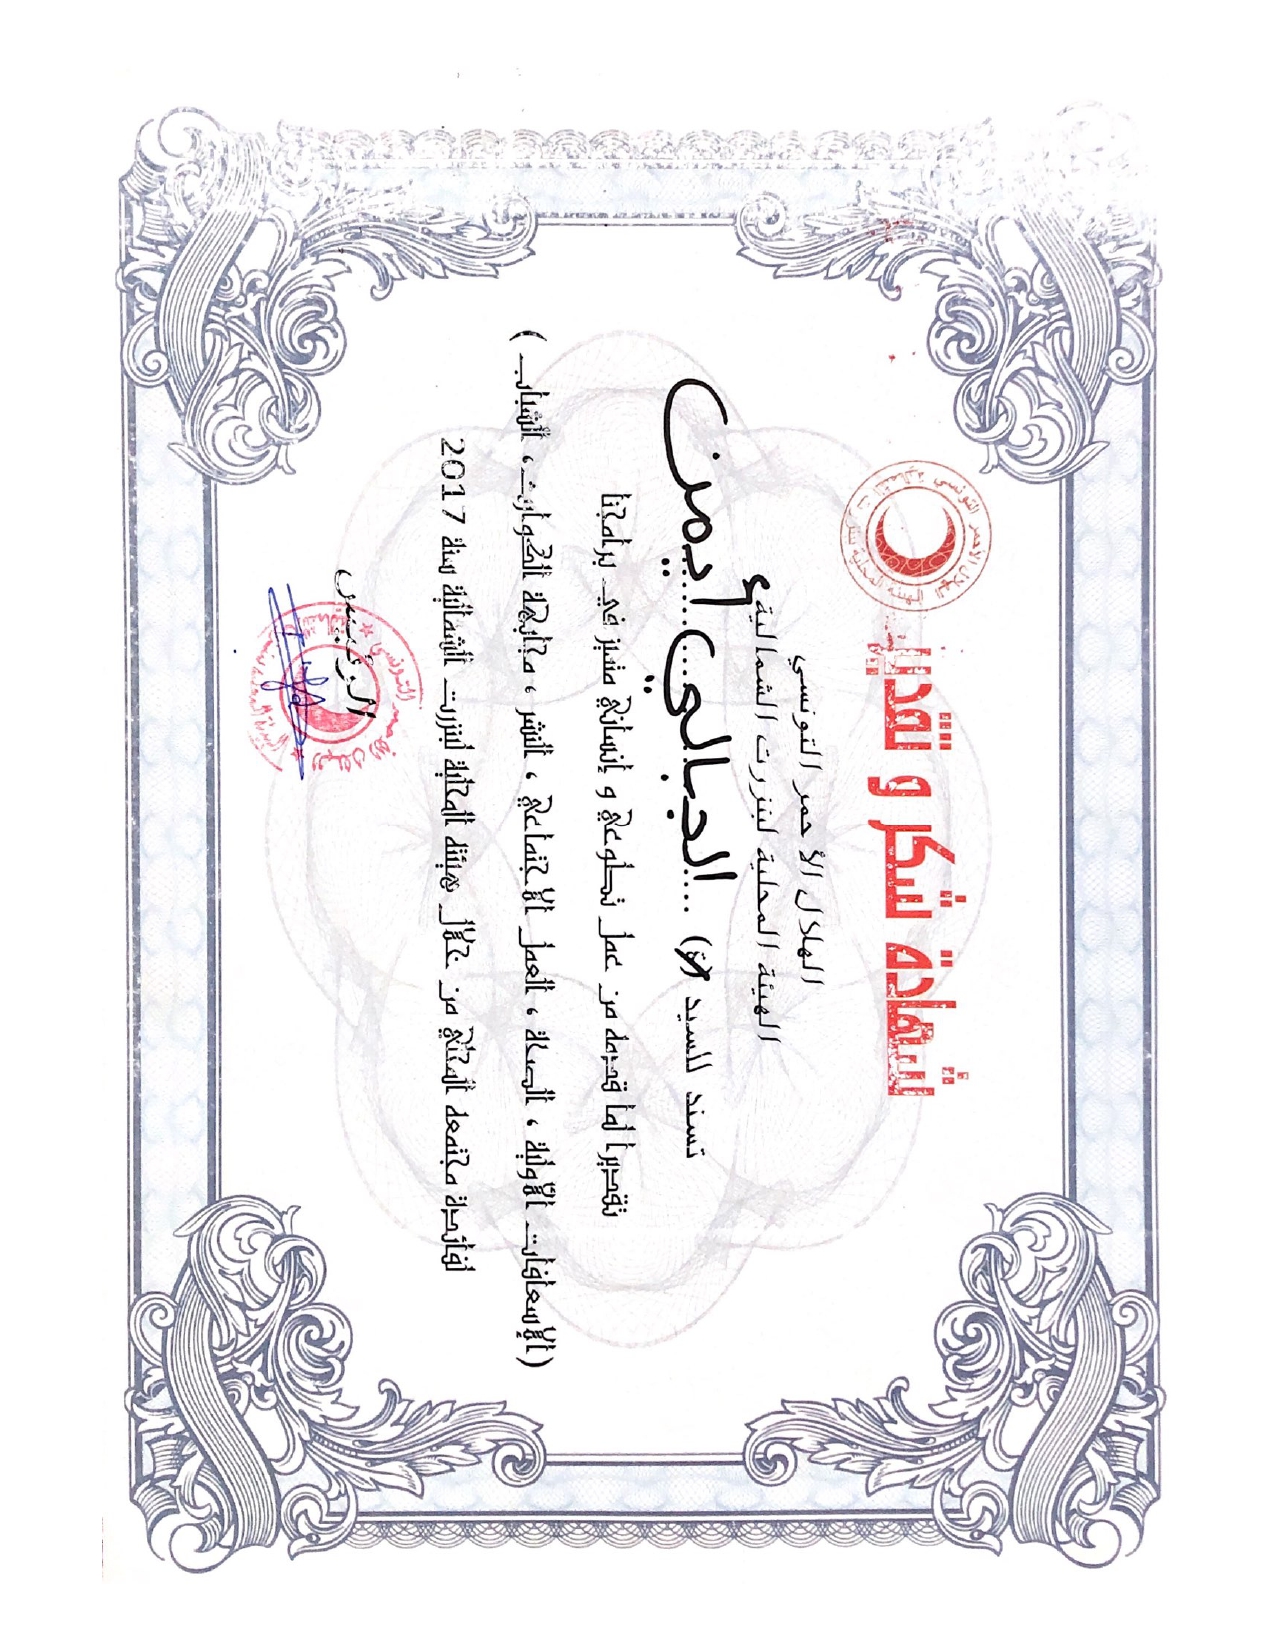 شهادة شكر و تقدير
الهلال الأحمر التونسي
الهيئة المحلية لبنزرت الشمالية
تسند للسيد (ة) ... الجبالي ... أيمن
تقديرا لما قدمه من عمل تطوعي و إنساني متميز في برامجنا
(الإسعافات الأولية ، الصحة ، العمل الإجتماعي ، النشر ، مجابهة الكوارث ، الشباب )
لفائدة مجتمعه المحلي من خلال هيئته المحلية لبنزرت الشمالية سنة 2017
الرئيس